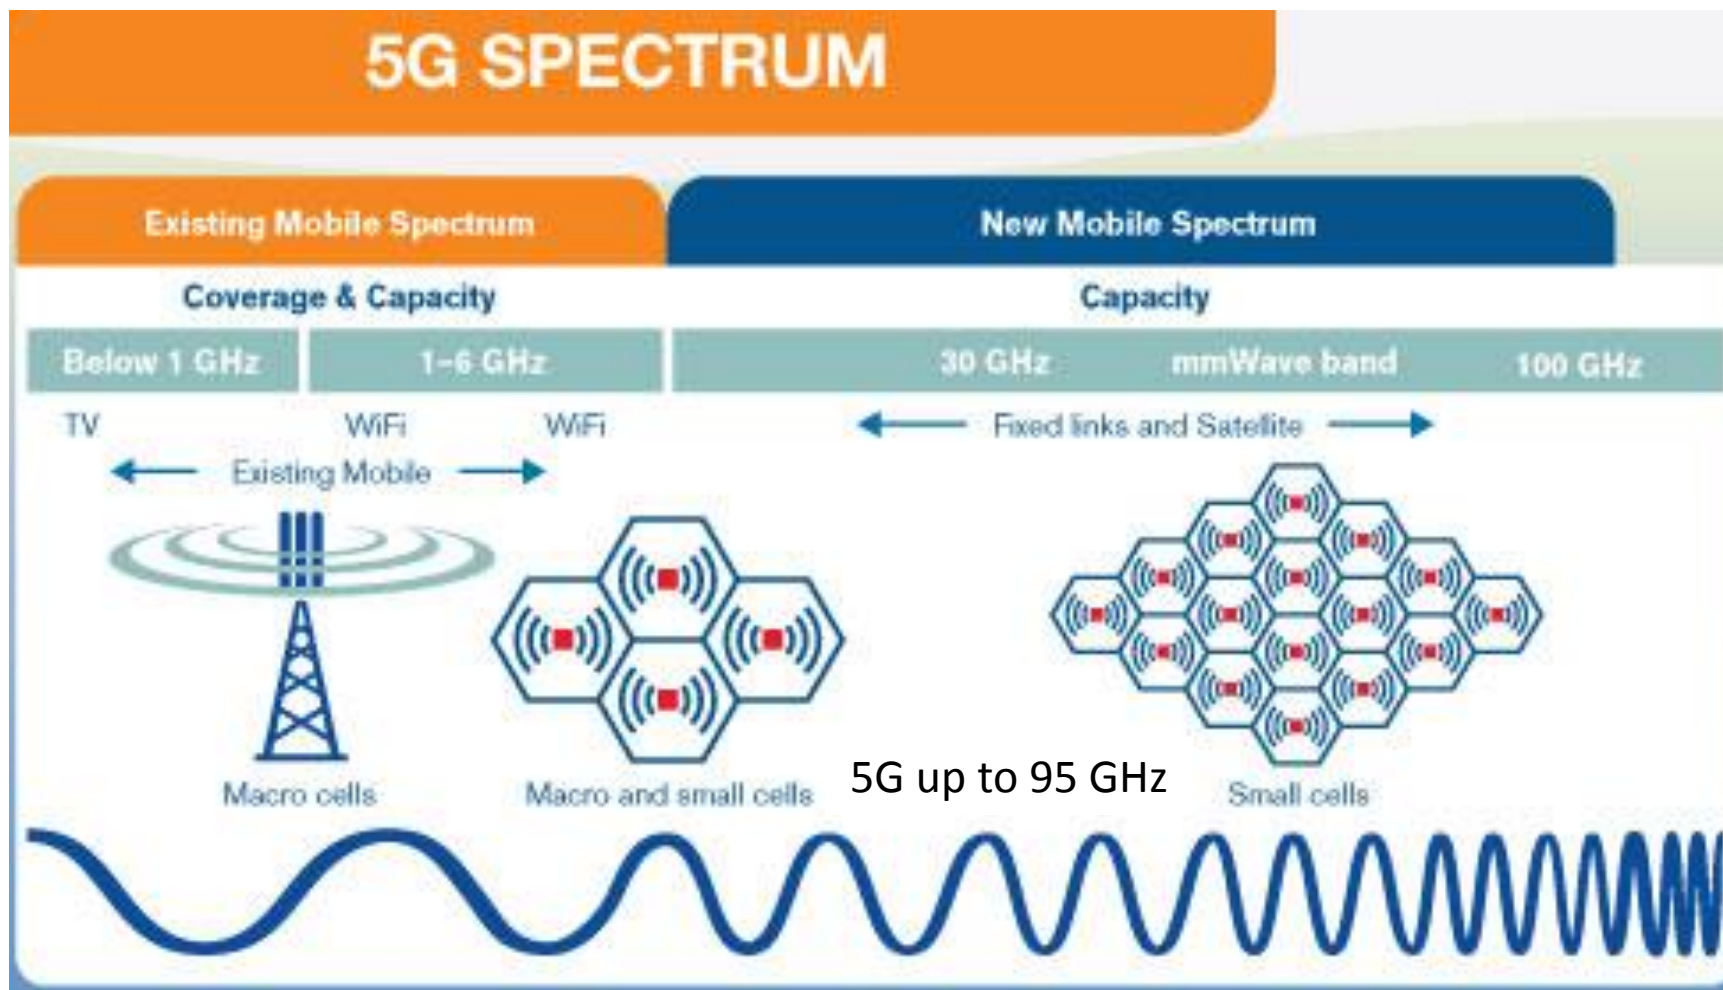 5G SPECTRUM
Existing Mobile Spectrum
New Mobile Spectrum
Coverage & Capacity
Capacity
Below 1 GHz
1–6 GHz
30 GHz
mmWave band
100 GHz
TV
WiFi
WiFi
Fixed links and Satellite
Existing Mobile
5G up to 95 GHz
Macro cells
Macro and small cells
Small cells